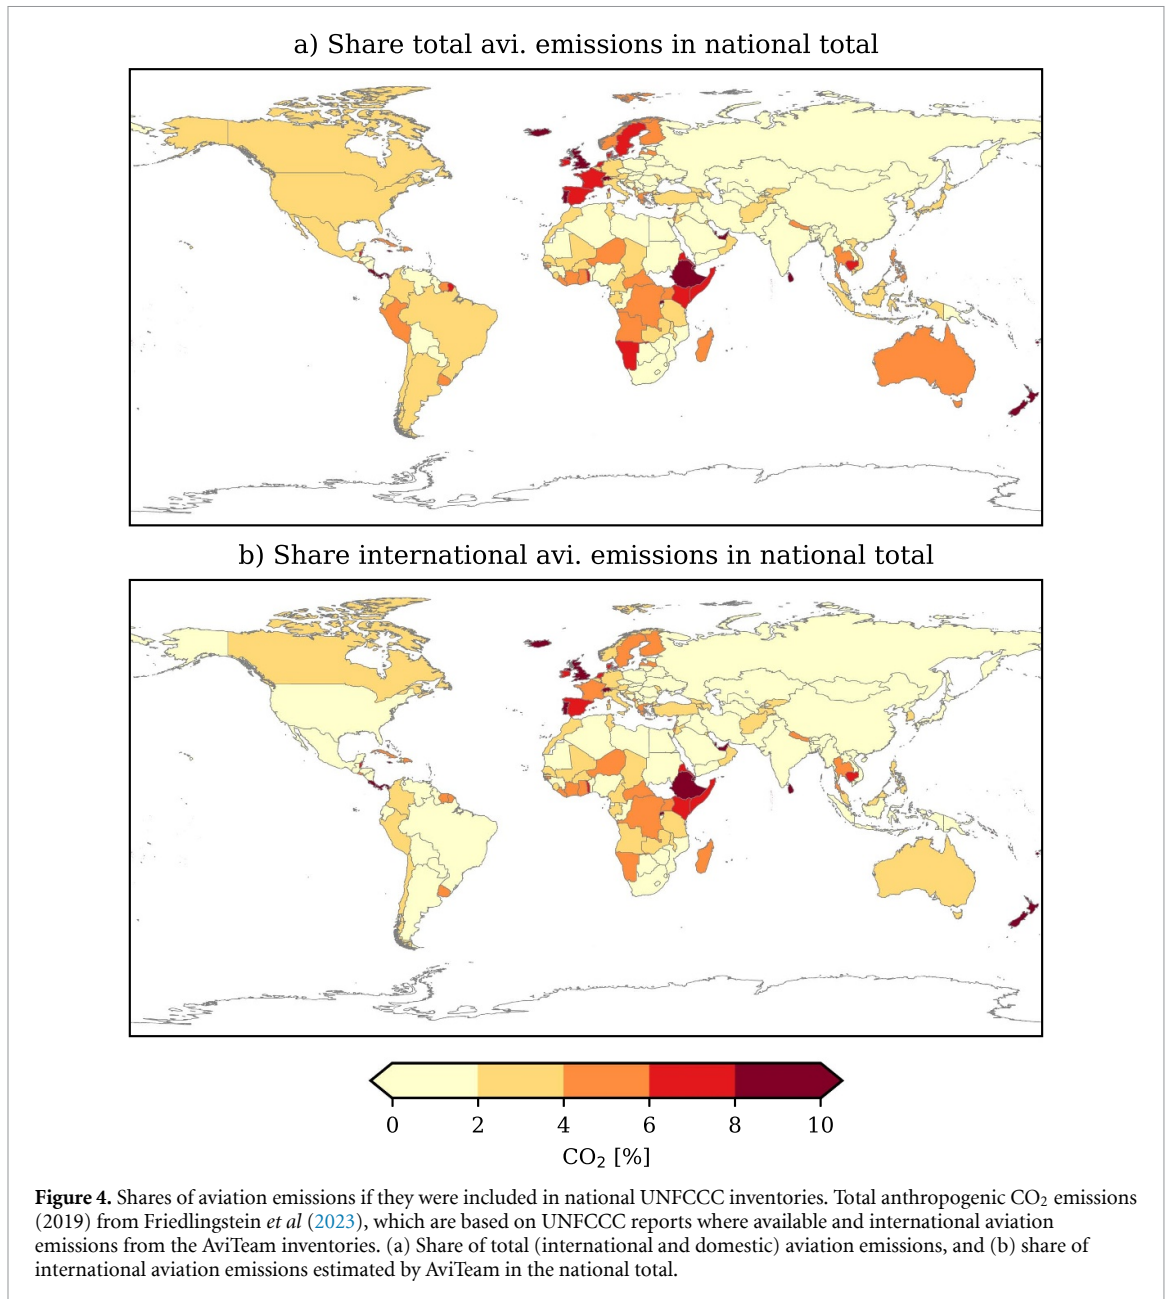 a) Share total avi. emissions in national total
b) Share international avi. emissions in national total
0 2 4 6 8 10
CO₂ [%]
Figure 4. Shares of aviation emissions if they were included in national UNFCCC inventories. Total anthropogenic CO₂ emissions
(2019) from Friedlingstein et al (2023), which are based on UNFCCC reports where available and international aviation
emissions from the AviTeam inventories. (a) Share of total (international and domestic) aviation emissions, and (b) share of
international aviation emissions estimated by AviTeam in the national total.